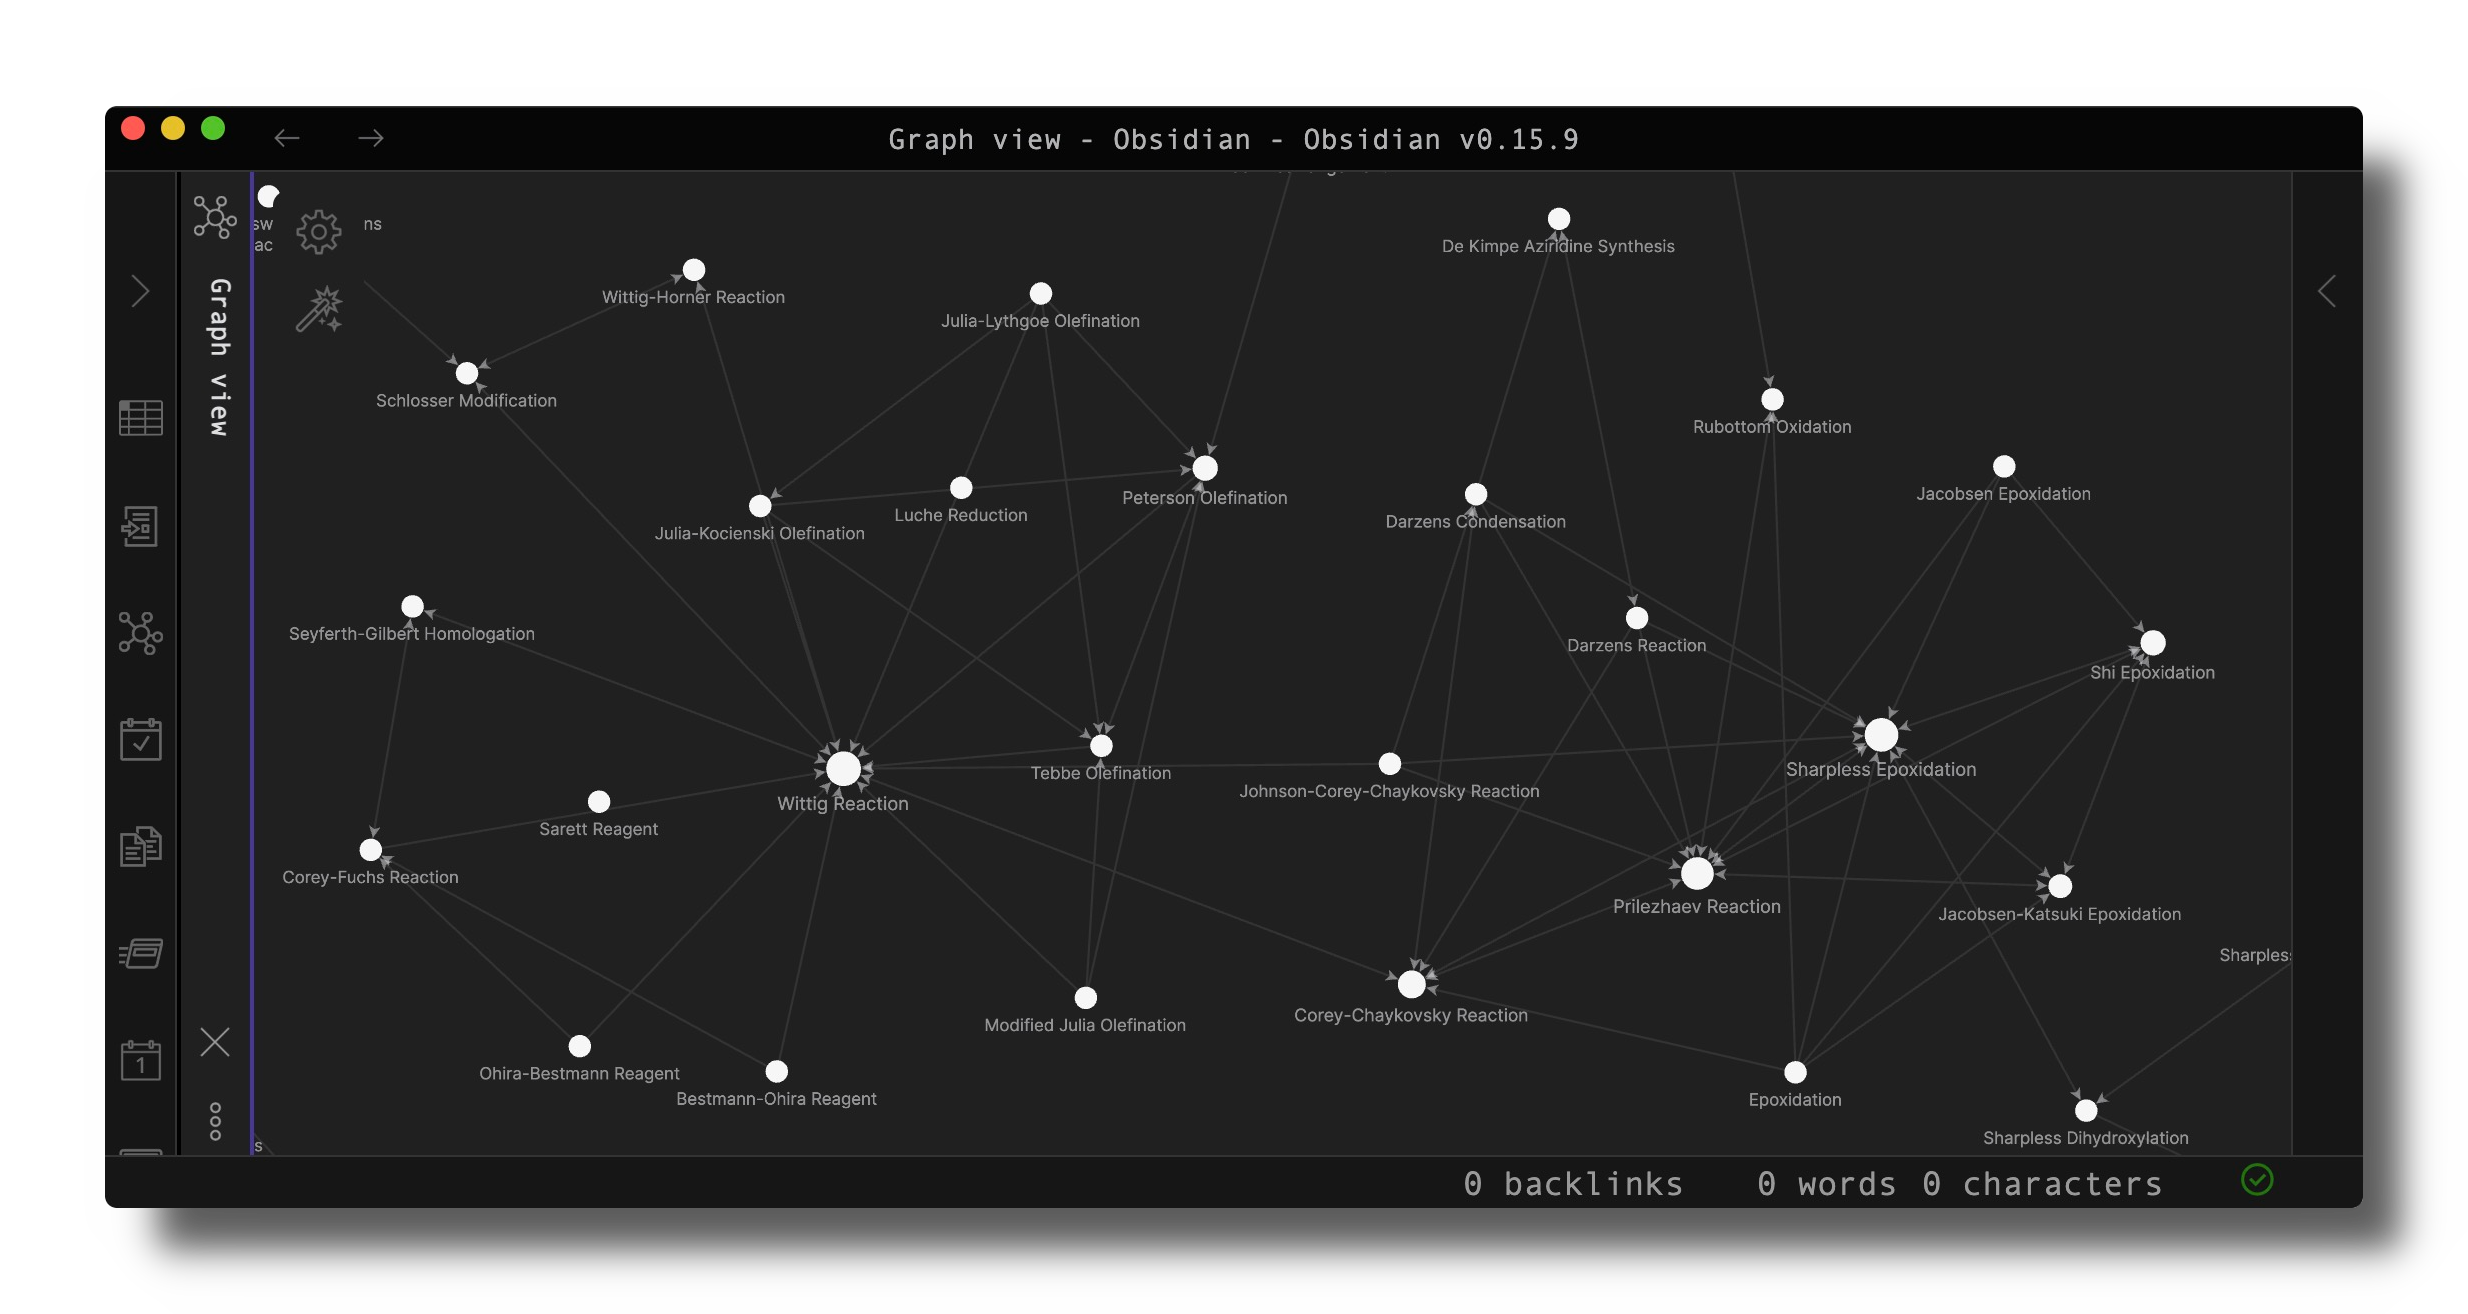 Graph view - Obsidian - Obsidian v0.15.9
Graph view
sw
ns
ac
De Kimpe Aziridine Synthesis
Wittig-Horner Reaction
Julia-Lythgoe Olefination
Schlosser Modification
Rubottom Oxidation
Jacobsen Epoxidation
Peterson Olefination
Luche Reduction
Darzens Condensation
Julia-Kocienski Olefination
Seyferth-Gilbert Homologation
Darzens Reaction
Shi Epoxidation
Sharpless Epoxidation
Tebbe Olefination
Johnson-Corey-Chaykovsky Reaction
Wittig Reaction
Sarett Reagent
Corey-Fuchs Reaction
Prilezhaev Reaction
Jacobsen-Katsuki Epoxidation
Sharpless
Corey-Chaykovsky Reaction
Modified Julia Olefination
Ohira-Bestmann Reagent
Bestmann-Ohira Reagent
Epoxidation
Sharpless Dihydroxylation
1
s
0 backlinks 0 words 0 characters